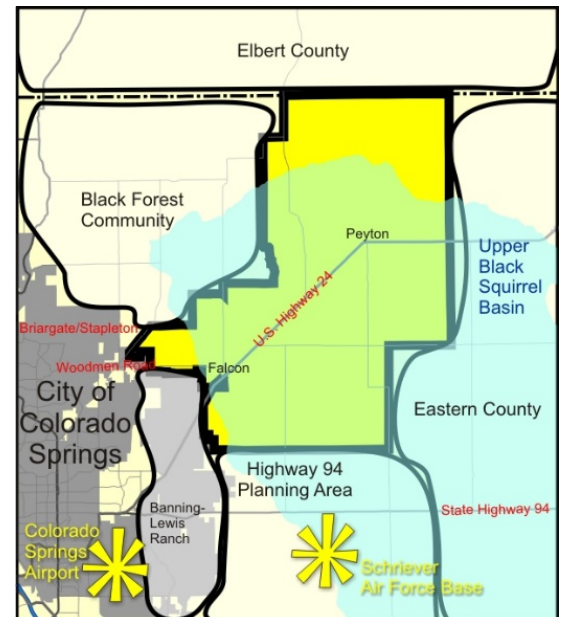 Elbert County
Black Forest
Community
Peyton
Upper
Black
Squirrel
Basin
U.S. Highway 24
Briargate/Stapleton
Woodmen Road
Falcon
City of
Colorado
Springs
Eastern County
Highway 94
Planning Area
Banning-
Lewis
Ranch
State Highway 94
Colorado
Springs
Airport
Schriever
Air Force Base